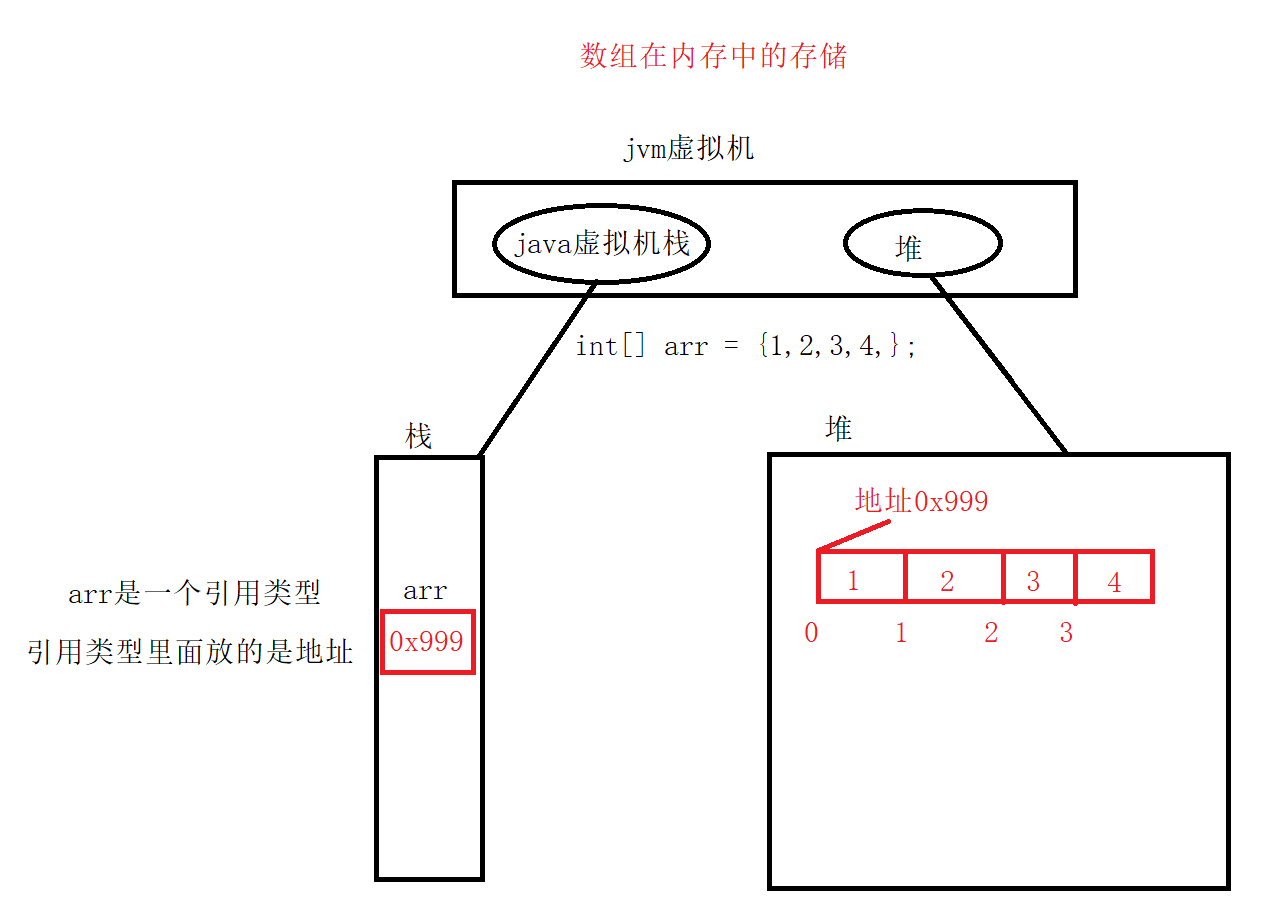 数组在内存中的存储
jvm虚拟机
java虚拟机栈
堆
int[] arr = {1,2,3,4,};
栈
堆
地址0x999
arr是一个引用类型
引用类型里面放的是地址
arr
0x999
1 2 3 4
0 1 2 3